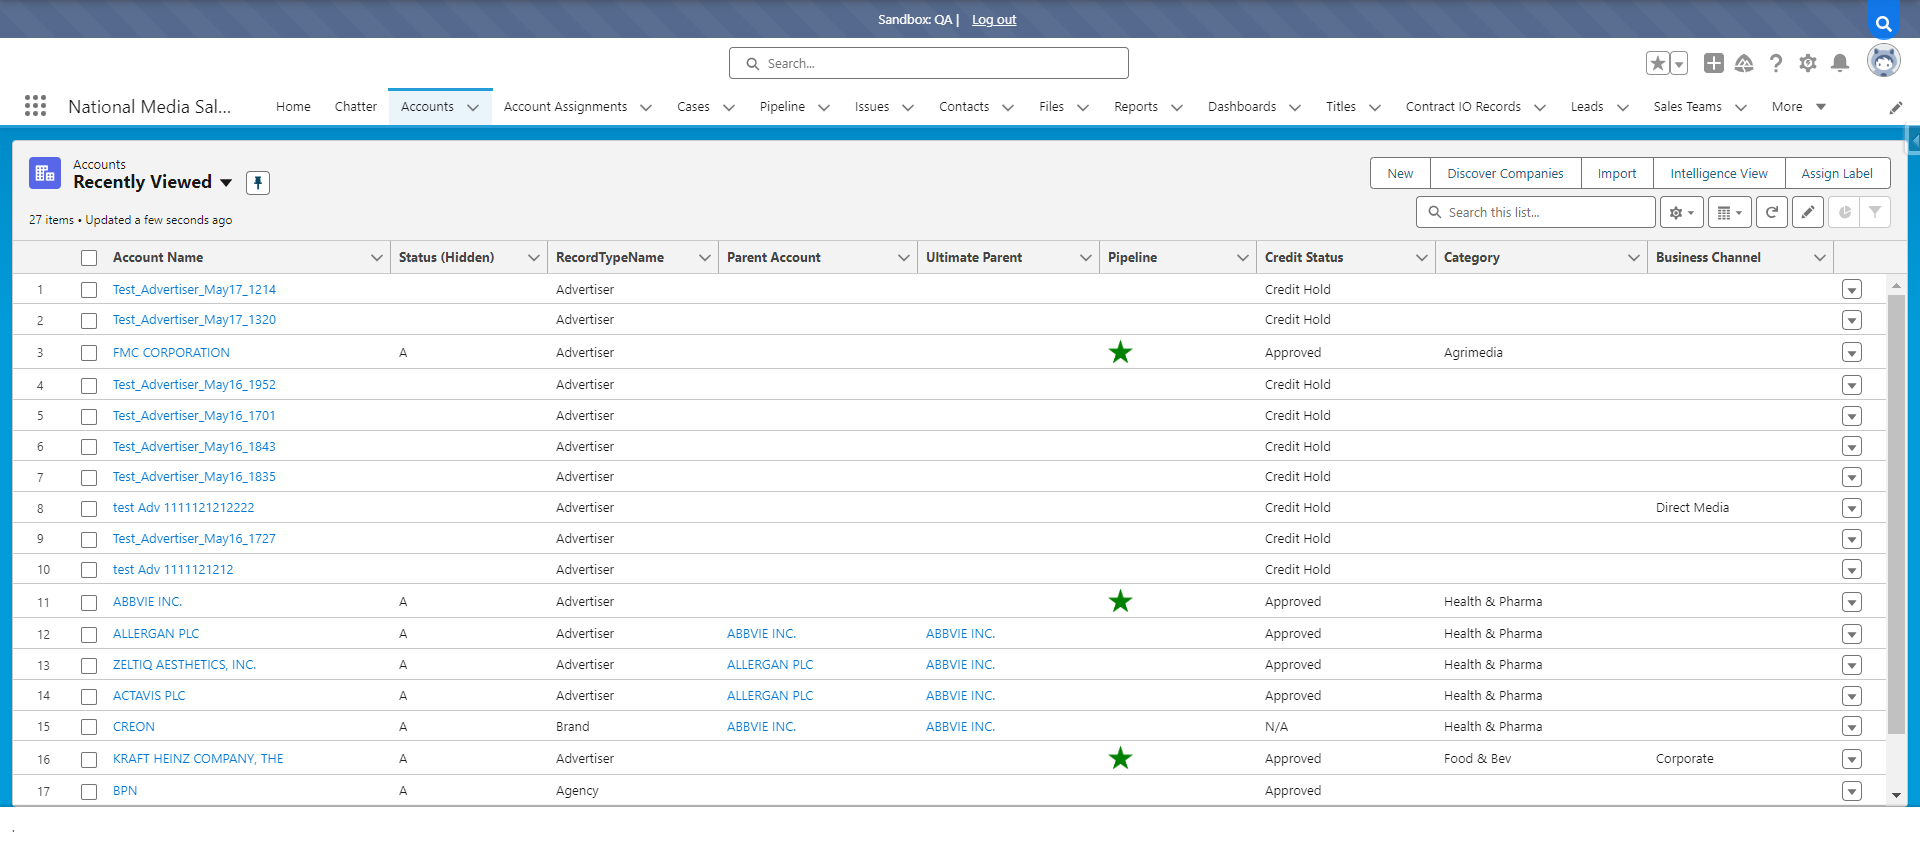 Sandbox: QA | Log out
Search...
National Media Sal... Home Chatter Accounts Account Assignments Cases Pipeline Issues Contacts Files Reports Dashboards Titles Contract IO Records Leads Sales Teams More
Accounts
Recently Viewed
New Discover Companies Import Intelligence View Assign Label
27 items • Updated a few seconds ago
Search this list...
Account Name Status (Hidden) RecordTypeName Parent Account Ultimate Parent Pipeline Credit Status Category Business Channel
1 Test_Advertiser_May17_1214 Advertiser Credit Hold
2 Test_Advertiser_May17_1320 Advertiser Credit Hold
3 FMC CORPORATION A Advertiser Approved Agrimedia
4 Test_Advertiser_May16_1952 Advertiser Credit Hold
5 Test_Advertiser_May16_1701 Advertiser Credit Hold
6 Test_Advertiser_May16_1843 Advertiser Credit Hold
7 Test_Advertiser_May16_1835 Advertiser Credit Hold
8 test Adv 1111121212222 Advertiser Credit Hold Direct Media
9 Test_Advertiser_May16_1727 Advertiser Credit Hold
10 test Adv 1111121212 Advertiser Credit Hold
11 ABBVIE INC. A Advertiser Approved Health & Pharma
12 ALLERGAN PLC A Advertiser ABBVIE INC. ABBVIE INC. Approved Health & Pharma
13 ZELTIQ AESTHETICS, INC. A Advertiser ALLERGAN PLC ABBVIE INC. Approved Health & Pharma
14 ACTAVIS PLC A Advertiser ALLERGAN PLC ABBVIE INC. Approved Health & Pharma
15 CREON A Brand ABBVIE INC. ABBVIE INC. N/A Health & Pharma
16 KRAFT HEINZ COMPANY, THE A Advertiser Approved Food & Bev Corporate
17 BPN A Agency Approved
.